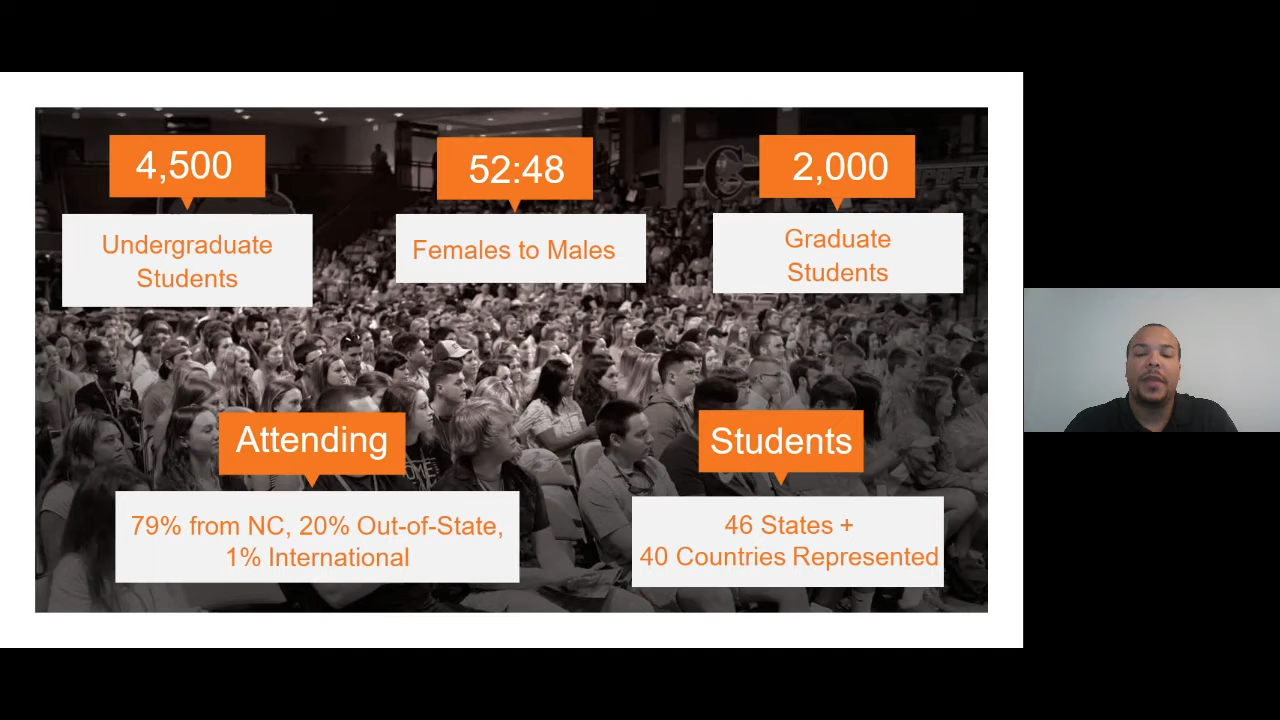 4,500
52:48
2,000
Undergraduate
Students
Females to Males
Graduate
Students
C
Attending
Students
79% from NC, 20% Out-of-State,
1% International
46 States +
40 Countries Represented